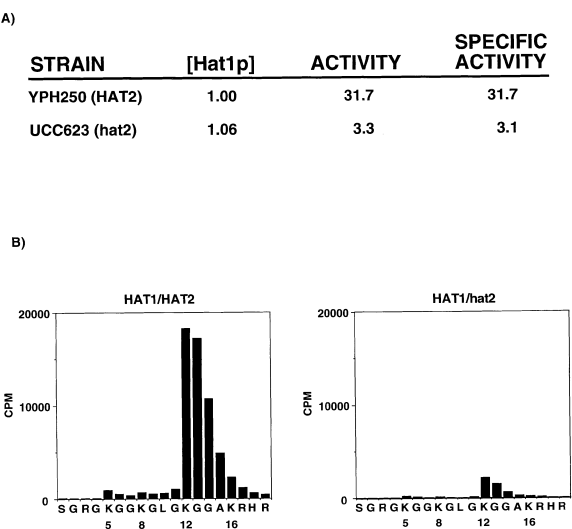 A)
STRAIN [Hat1p] ACTIVITY SPECIFIC ACTIVITY
YPH250 (HAT2) 1.00 31.7 31.7
UCC623 (hat2) 1.06 3.3 3.1
B)
HAT1/HAT2
20000
10000
0
CPM
S G R G K G G K G L G K G G A K R H R
5 8 12 16
HAT1/hat2
20000
10000
0
CPM
S G R G K G G K G L G K G G A K R H R
5 8 12 16